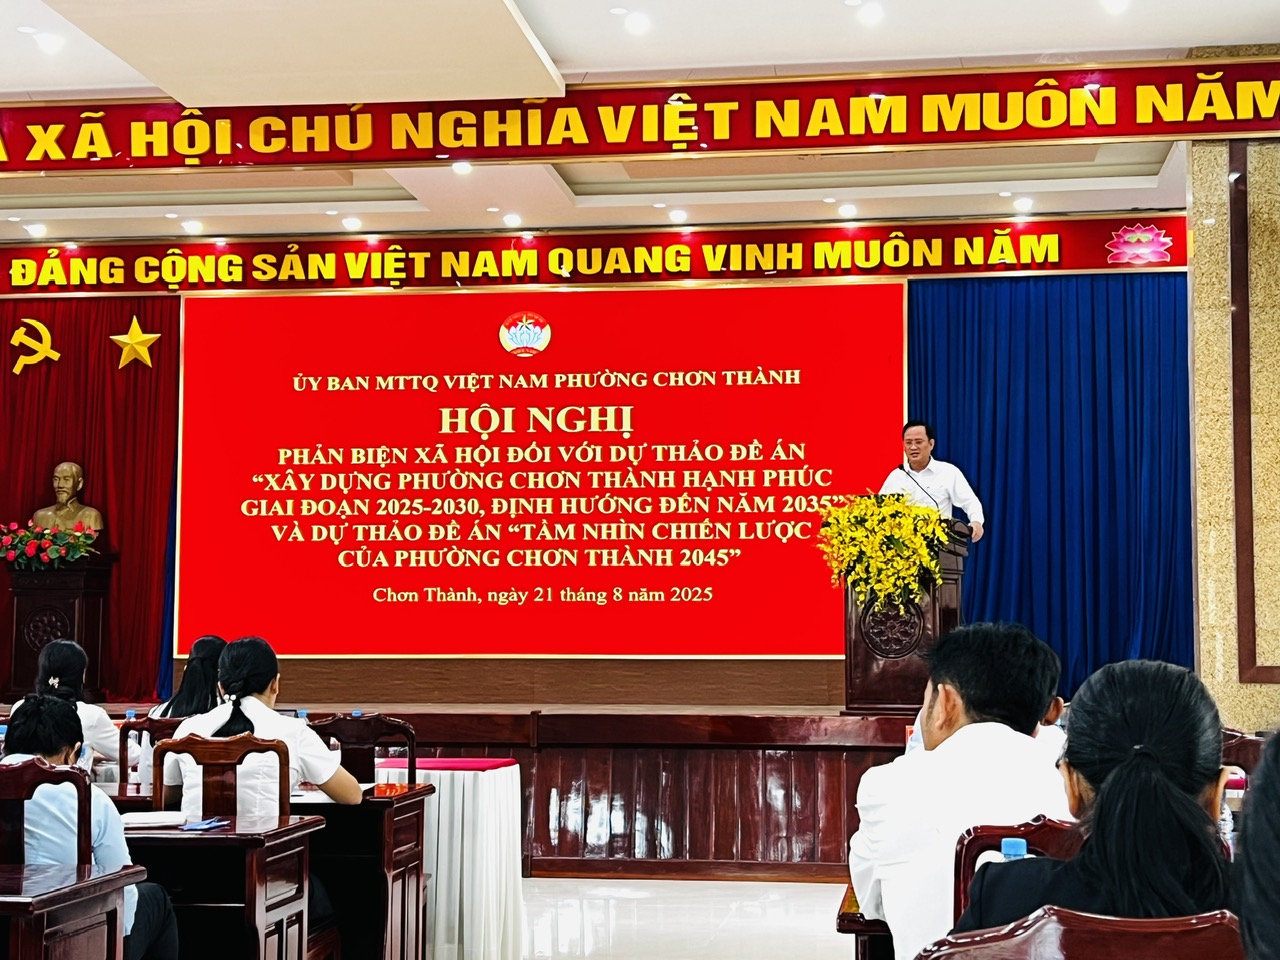 XÃ HỘI CHỦ NGHĨA VIỆT NAM MUÔN NĂM
ĐẢNG CỘNG SẢN VIỆT NAM QUANG VINH MUÔN NĂM
ỦY BAN MTTQ VIỆT NAM PHƯỜNG CHƠN THÀNH
HỘI NGHỊ
PHẢN BIỆN XÃ HỘI ĐỐI VỚI DỰ THẢO ĐỀ ÁN
“XÂY DỰNG PHƯỜNG CHƠN THÀNH HẠNH PHÚC
GIAI ĐOẠN 2025-2030, ĐỊNH HƯỚNG ĐẾN NĂM 2035”
VÀ DỰ THẢO ĐỀ ÁN “TẦM NHÌN CHIẾN LƯỢC
CỦA PHƯỜNG CHƠN THÀNH 2045”
Chơn Thành, ngày 21 tháng 8 năm 2025